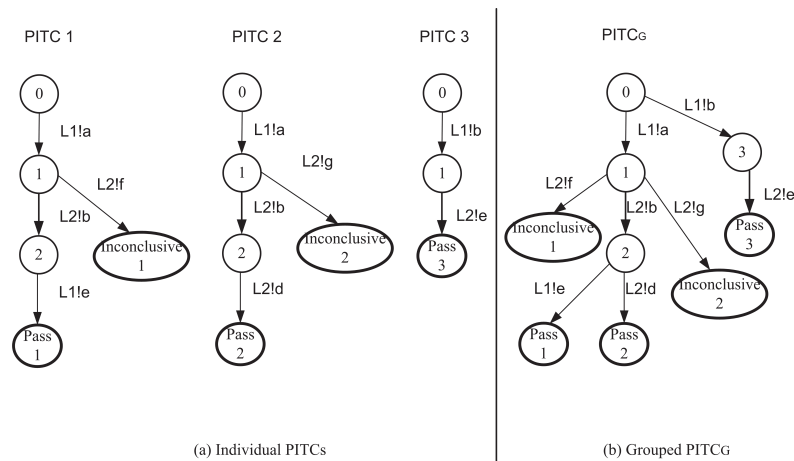 PITC 1
PITC 2
PITC 3
PITCG
0
0
0
0
L1!a
L1!a
L1!b
L1!a
L1!b
1
1
1
1
3
L2!f
L2!g
L2!b
L2!b
L2!e
L2!f
L2!b
L2!g
L2!e
2
Inconclusive
1
2
Inconclusive
2
Pass
3
Inconclusive
1
2
Pass
3
Inconclusive
2
L1!e
L2!d
L1!e
L2!d
Pass
1
Pass
2
Pass
1
Pass
2
(a) Individual PITCs
(b) Grouped PITCG